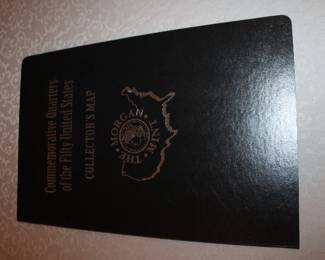 Commemorative Quarters
of the Fifty United States
COLLECTOR'S MAP
THE MORGAN MINT